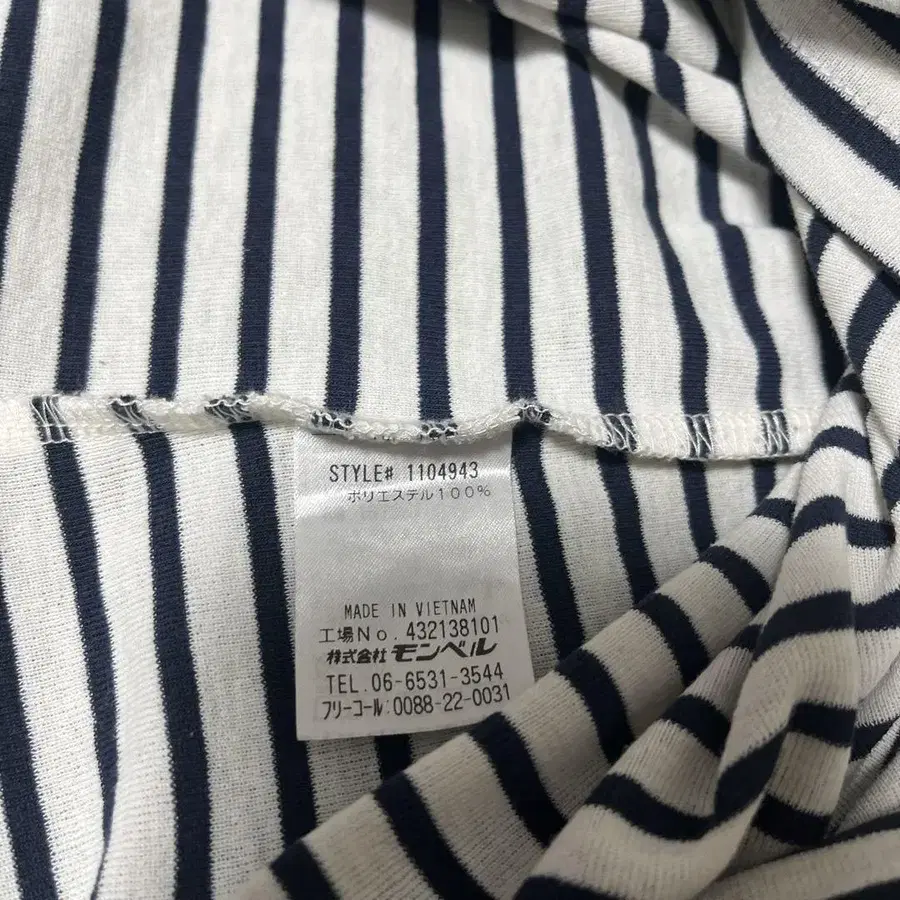 STYLE# 1104943
ポリエステル100%
MADE IN VIETNAM
工場No. 432138101
株式会社 モンベル
TEL. 06-6531-3544
フリーコール:0088-22-0031